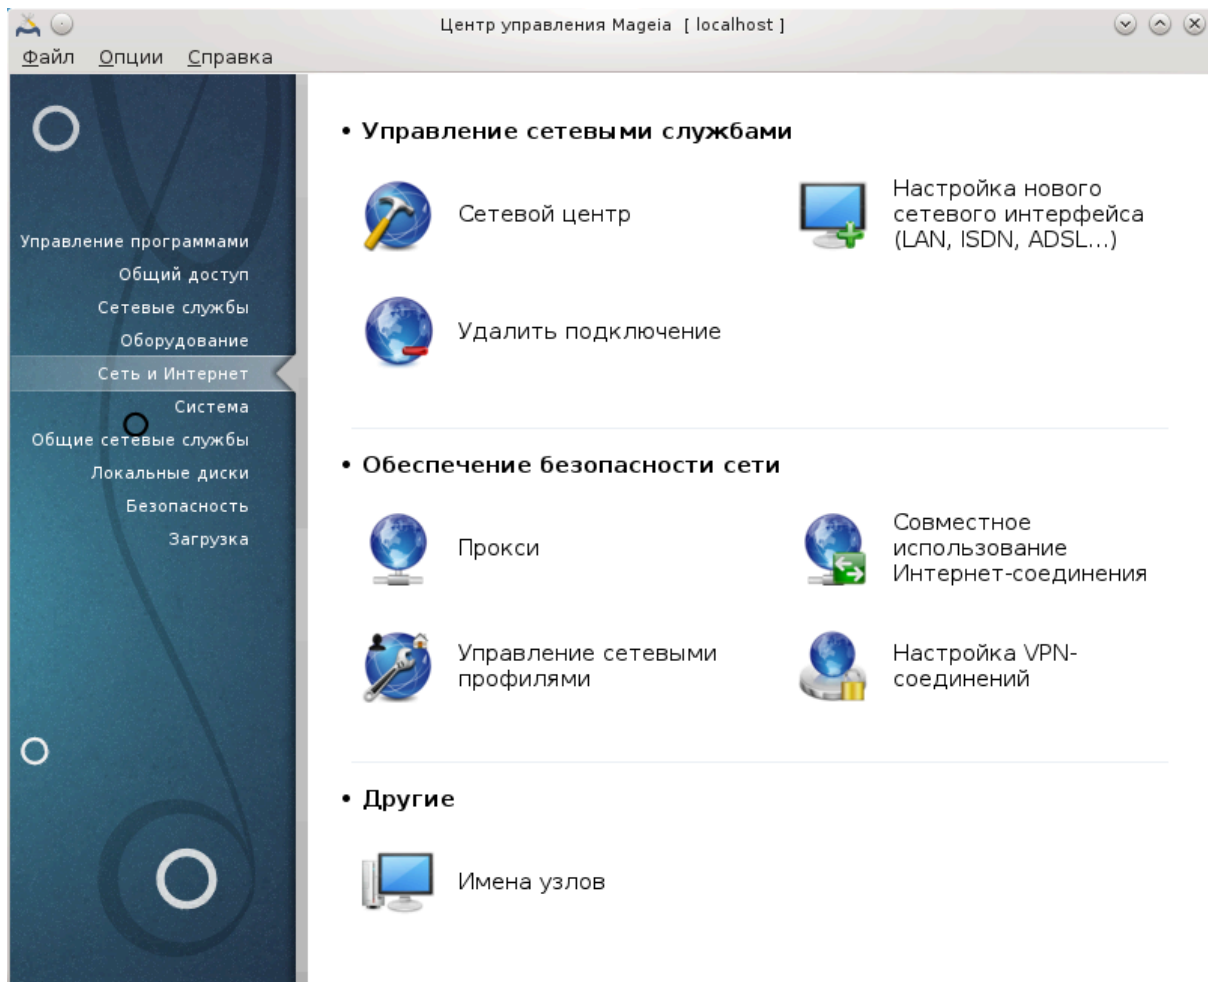 Центр управления Mageia [ localhost ]
Файл Опции Справка
Управление программами
Общий доступ
Сетевые службы
Оборудование
Сеть и Интернет
Система
Общие сетевые службы
Локальные диски
Безопасность
Загрузка
• Управление сетевыми службами
Сетевой центр
Настройка нового
сетевого интерфейса
(LAN, ISDN, ADSL...)
Удалить подключение
• Обеспечение безопасности сети
Прокси
Совместное
использование
Интернет-соединения
Управление сетевыми
профилями
Настройка VPN-
соединений
• Другие
Имена узлов